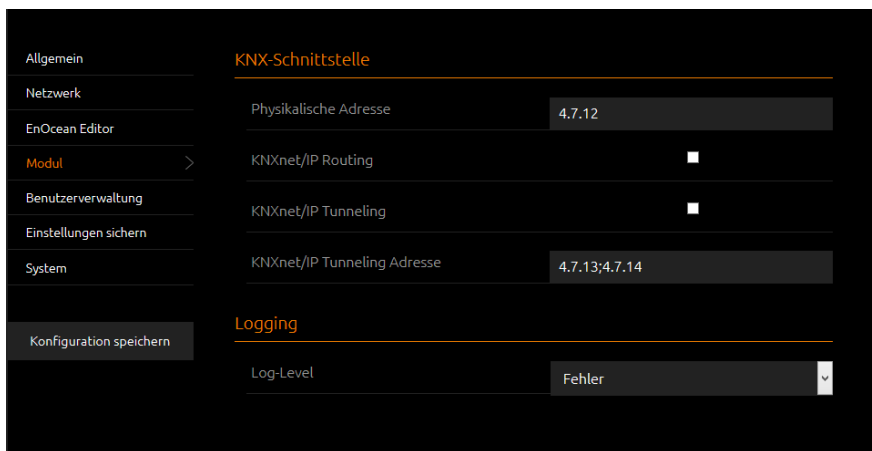 Allgemein
Netzwerk
EnOcean Editor
Modul
Benutzerverwaltung
Einstellungen sichern
System
Konfiguration speichern
KNX-Schnittstelle
Physikalische Adresse 4.7.12
KNXnet/IP Routing
KNXnet/IP Tunneling
KNXnet/IP Tunneling Adresse 4.7.13;4.7.14
Logging
Log-Level Fehler